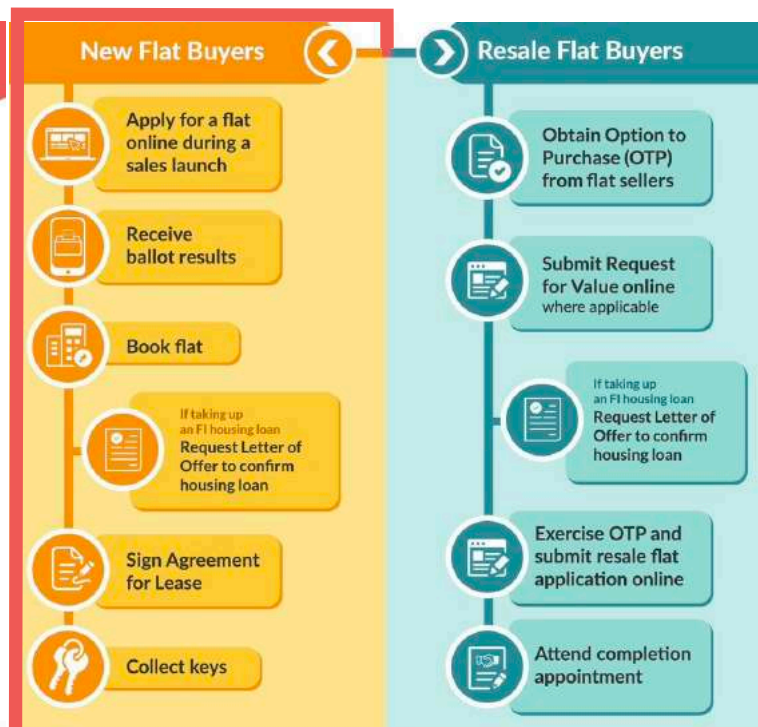 New Flat Buyers
Apply for a flat
online during a
sales launch
Receive
ballot results
Book flat
If taking up
an FI housing loan
Request Letter of
Offer to confirm
housing loan
Sign Agreement
for Lease
Collect keys
Resale Flat Buyers
Obtain Option to
Purchase (OTP)
from flat sellers
Submit Request
for Value online
where applicable
If taking up
an FI housing loan
Request Letter of
Offer to confirm
housing loan
Exercise OTP and
submit resale flat
application online
Attend completion
appointment